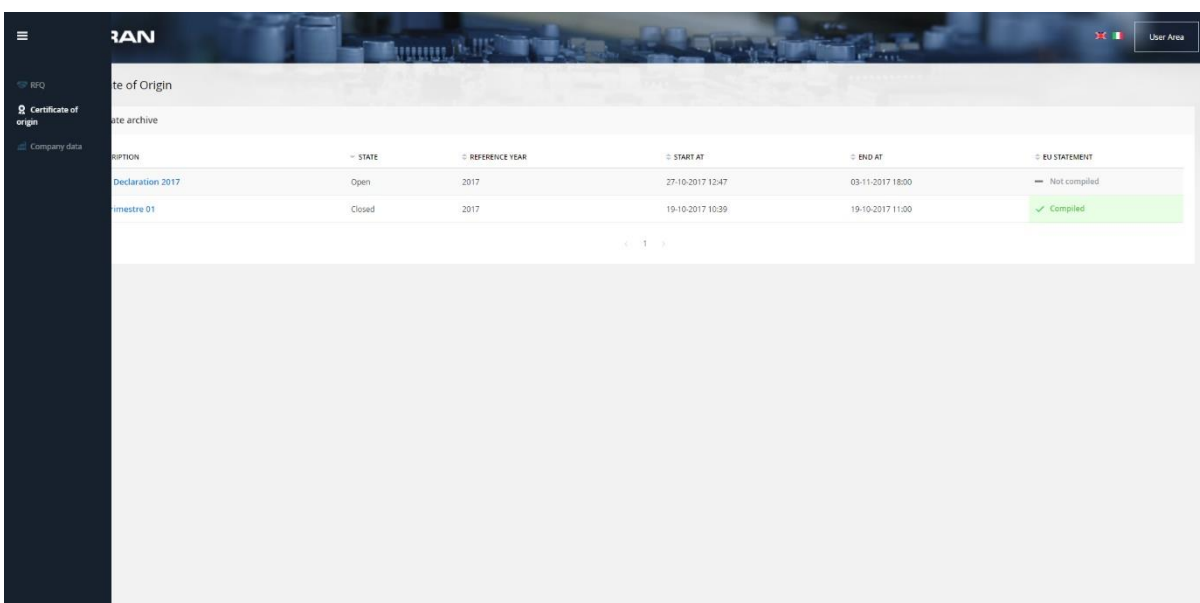 RAN
User Area
RFQ
Certificate of
origin
Company data
te of Origin
ate archive
RIPTION STATE REFERENCE YEAR START AT END AT EU STATEMENT
Declaration 2017 Open 2017 27-10-2017 12:47 03-11-2017 18:00 Not compiled
imestre 01 Closed 2017 19-10-2017 10:39 19-10-2017 11:00 Compiled
1